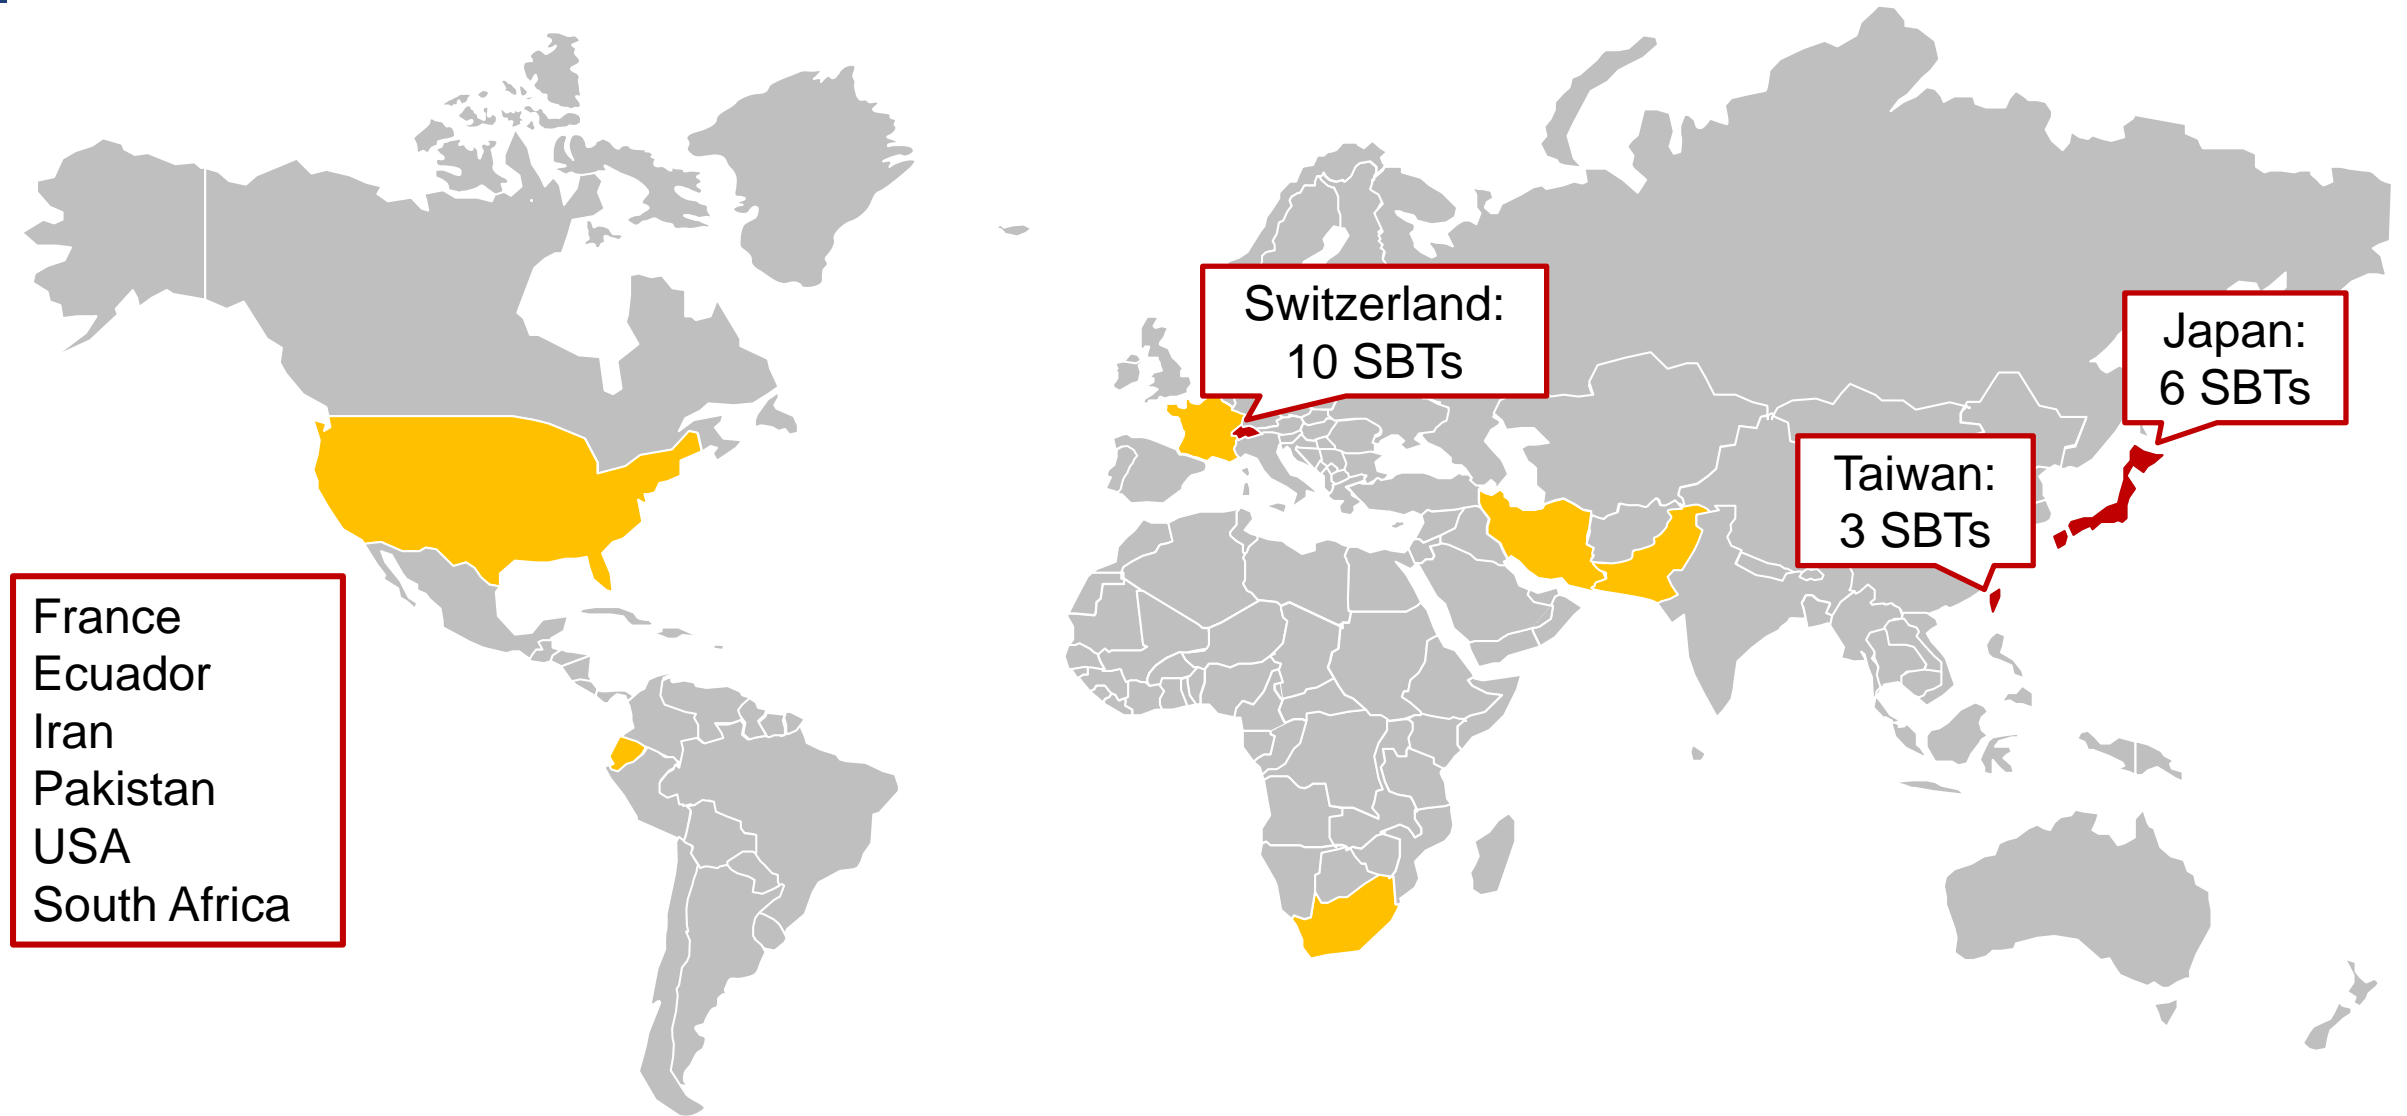 Switzerland:
10 SBTs
Japan:
6 SBTs
Taiwan:
3 SBTs
France
Ecuador
Iran
Pakistan
USA
South Africa